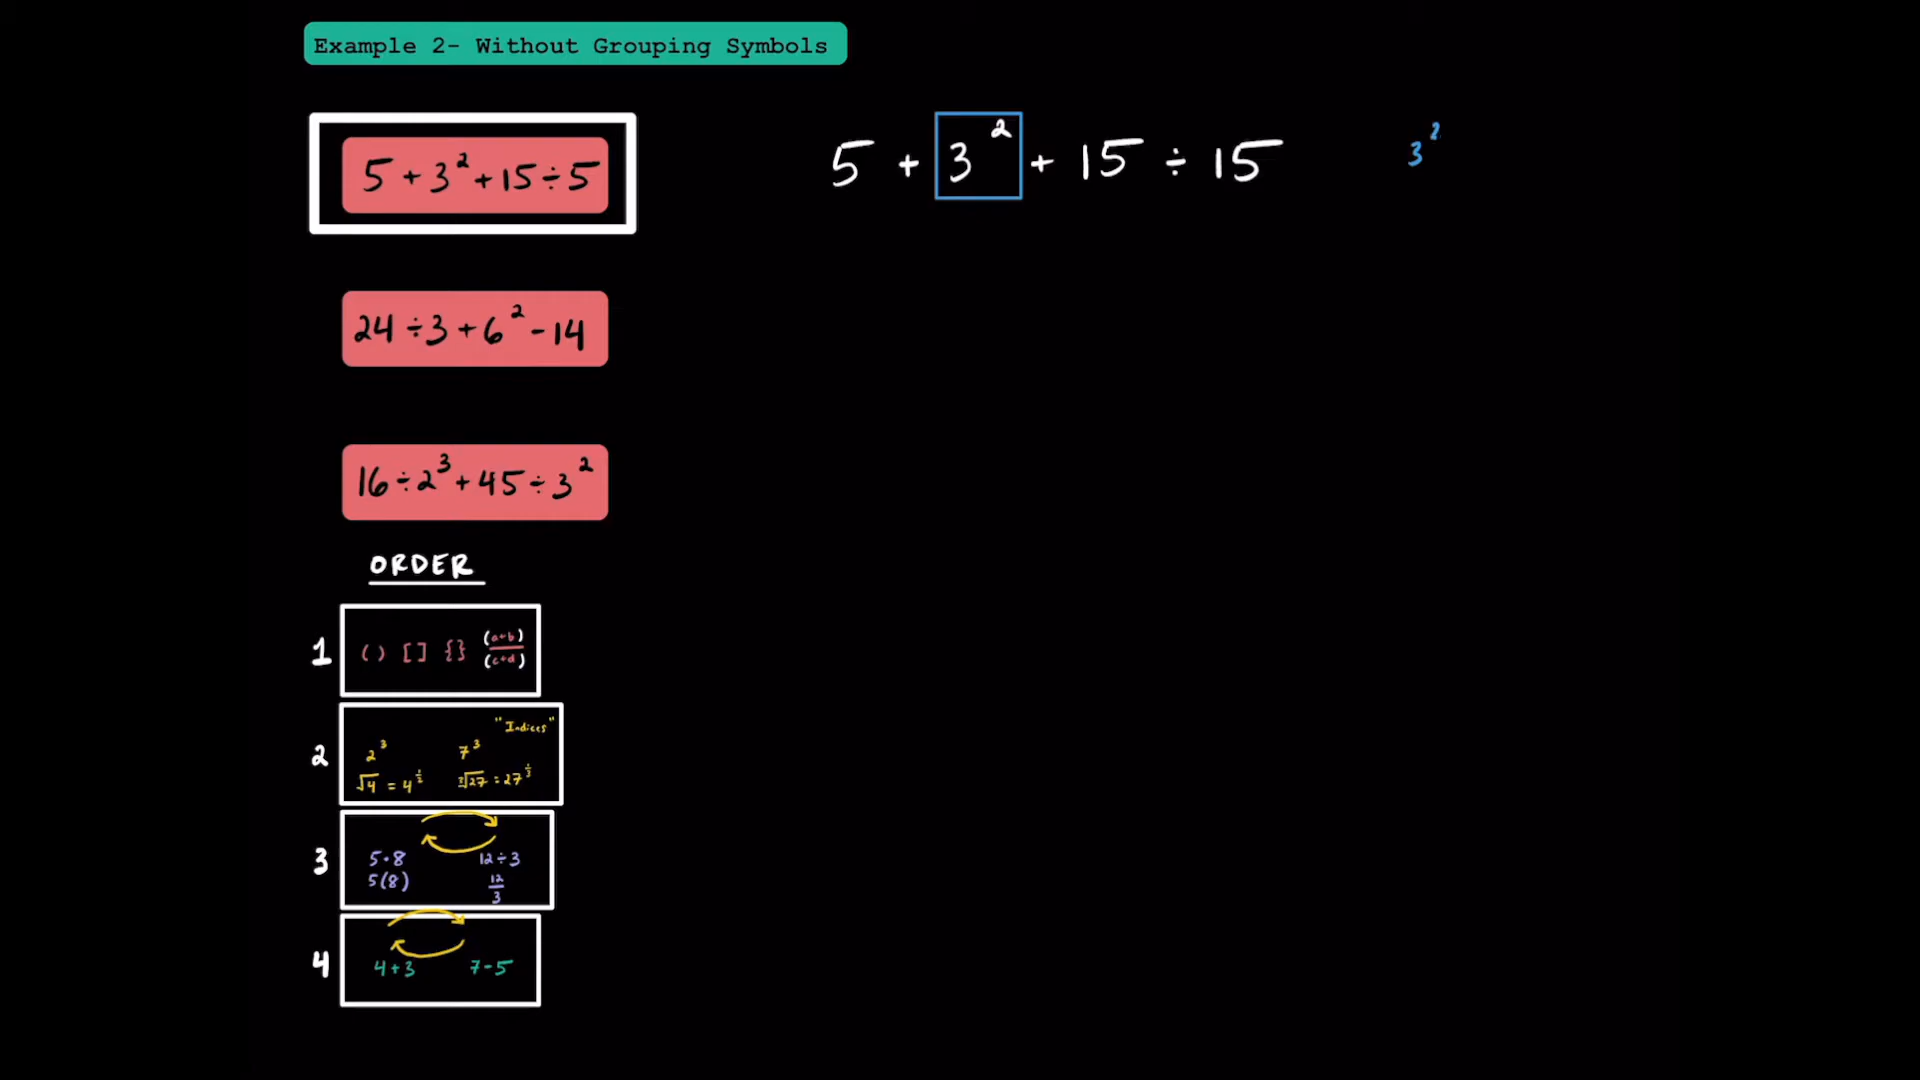 Example 2- Without Grouping Symbols
5 + 3² + 15 ÷ 5
5 + 3² + 15 ÷ 15
3²
24 ÷ 3 + 6² - 14
16 ÷ 2³ + 45 ÷ 3²
ORDER
1
( ) [ ] { } (a+b)/(c+d)
2
"Indices"
2³ 7³
√4 = 4^½ ∛27 = 27^⅓
3
5 · 8 12 ÷ 3
5(8) 12/3
4
4 + 3 7 - 5